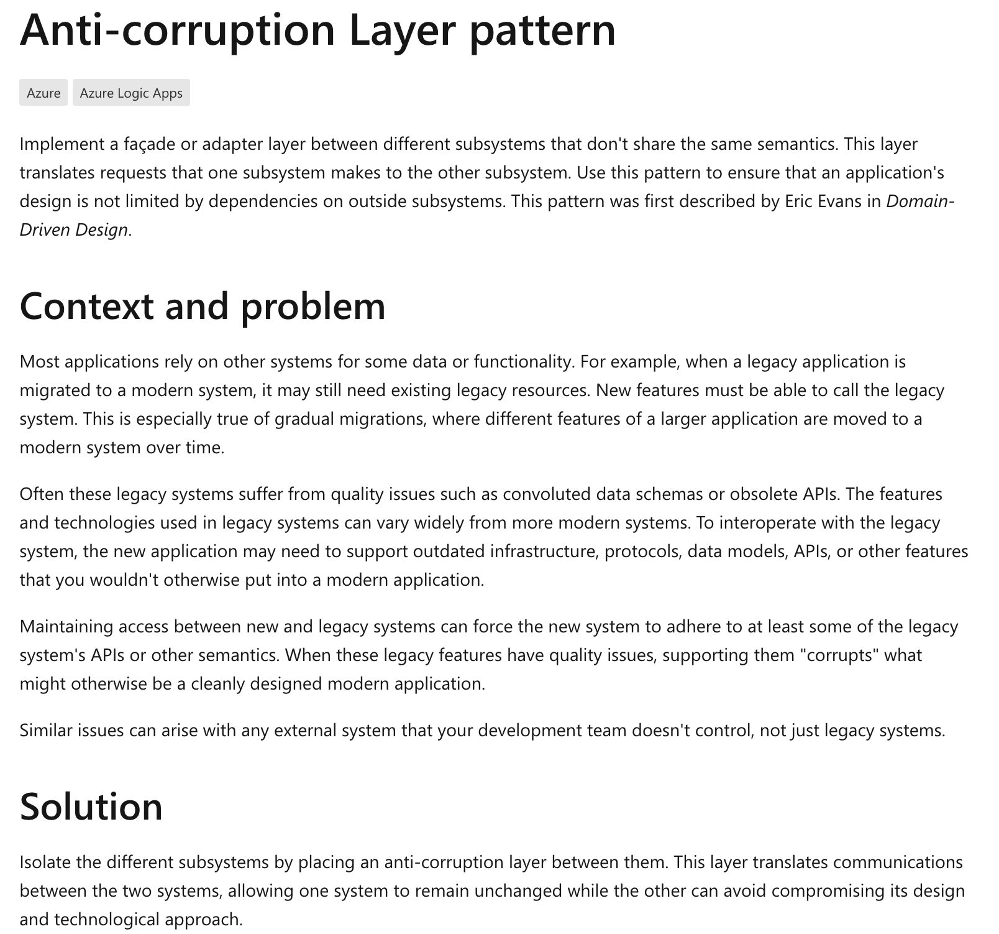 Anti-corruption Layer pattern
Azure
Azure Logic Apps
Implement a façade or adapter layer between different subsystems that don't share the same semantics. This layer
translates requests that one subsystem makes to the other subsystem. Use this pattern to ensure that an application's
design is not limited by dependencies on outside subsystems. This pattern was first described by Eric Evans in Domain-
Driven Design.
Context and problem
Most applications rely on other systems for some data or functionality. For example, when a legacy application is
migrated to a modern system, it may still need existing legacy resources. New features must be able to call the legacy
system. This is especially true of gradual migrations, where different features of a larger application are moved to a
modern system over time.
Often these legacy systems suffer from quality issues such as convoluted data schemas or obsolete APIs. The features
and technologies used in legacy systems can vary widely from more modern systems. To interoperate with the legacy
system, the new application may need to support outdated infrastructure, protocols, data models, APIs, or other features
that you wouldn't otherwise put into a modern application.
Maintaining access between new and legacy systems can force the new system to adhere to at least some of the legacy
system's APIs or other semantics. When these legacy features have quality issues, supporting them "corrupts" what
might otherwise be a cleanly designed modern application.
Similar issues can arise with any external system that your development team doesn't control, not just legacy systems.
Solution
Isolate the different subsystems by placing an anti-corruption layer between them. This layer translates communications
between the two systems, allowing one system to remain unchanged while the other can avoid compromising its design
and technological approach.